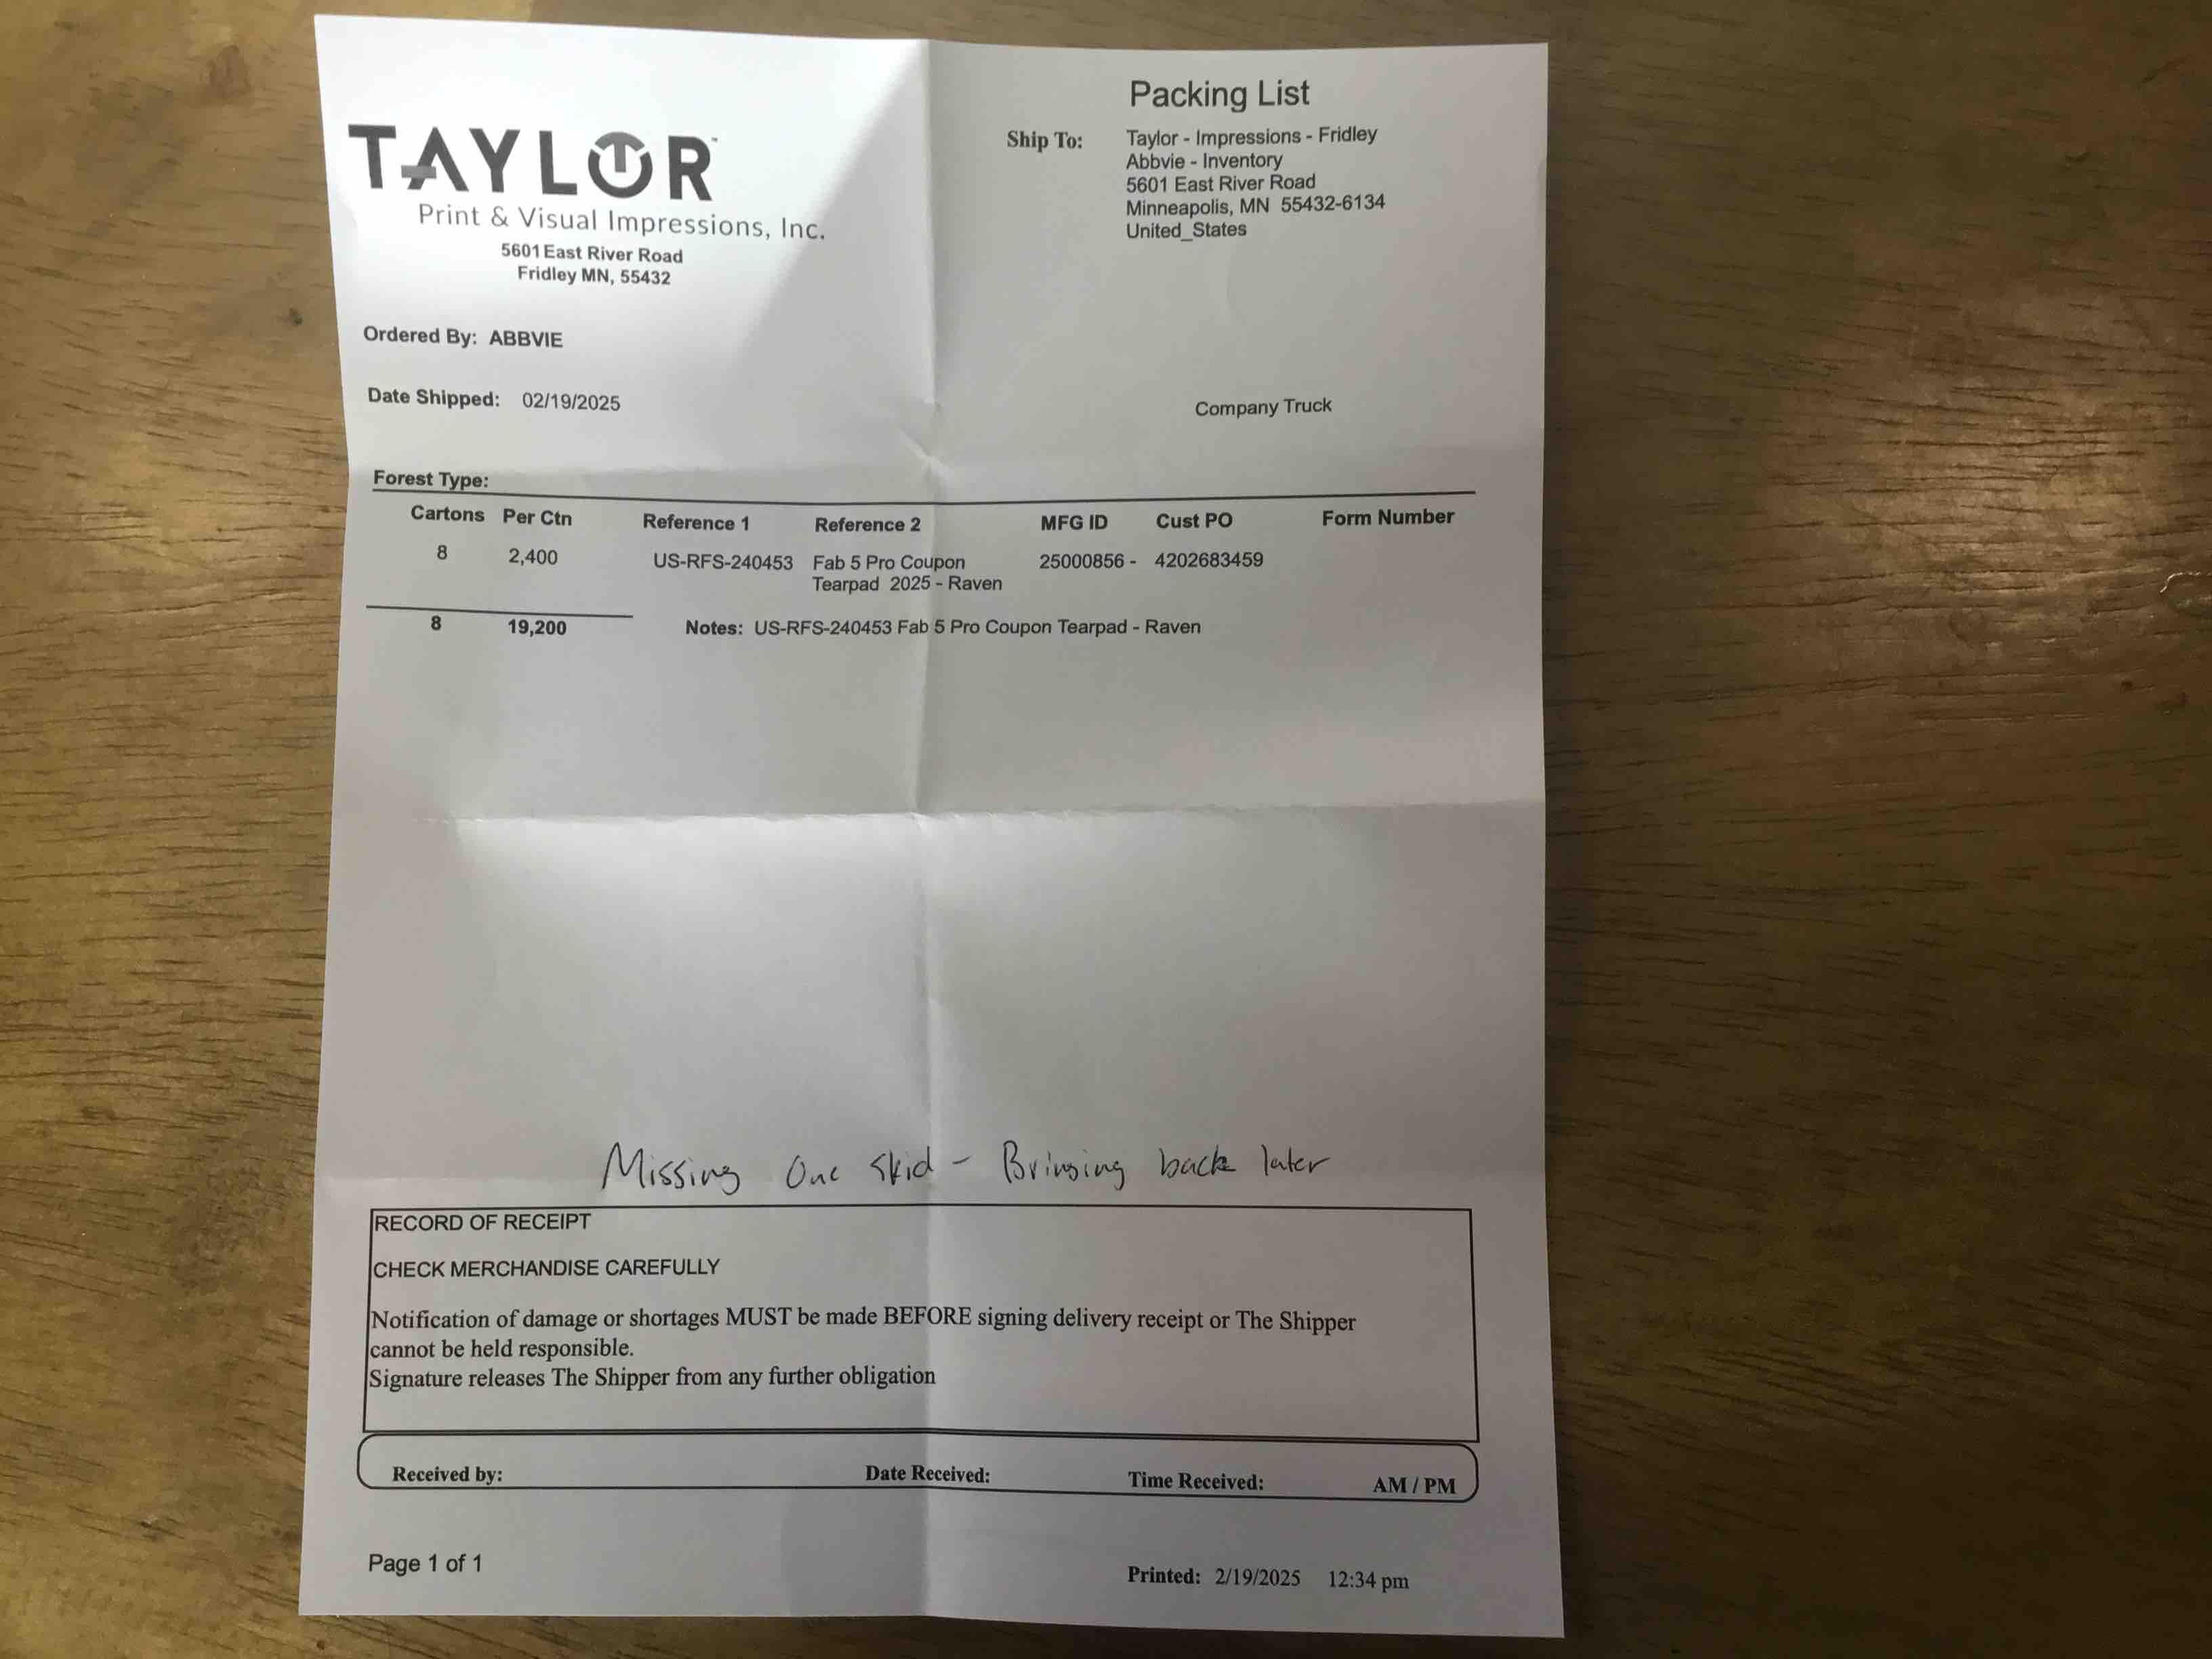 TAYLOR™
Print & Visual Impressions, Inc.
5601 East River Road
Fridley MN, 55432
Packing List
Ship To: Taylor - Impressions - Fridley
Abbvie - Inventory
5601 East River Road
Minneapolis, MN 55432-6134
United_States
Ordered By: ABBVIE
Date Shipped: 02/19/2025
Company Truck
Forest Type:
Cartons Per Ctn Reference 1 Reference 2 MFG ID Cust PO Form Number
8 2,400 US-RFS-240453 Fab 5 Pro Coupon 25000856 - 4202683459
Tearpad 2025 - Raven
8 19,200 Notes: US-RFS-240453 Fab 5 Pro Coupon Tearpad - Raven
Missing One skid - Bringing back later
RECORD OF RECEIPT
CHECK MERCHANDISE CAREFULLY
Notification of damage or shortages MUST be made BEFORE signing delivery receipt or The Shipper
cannot be held responsible.
Signature releases The Shipper from any further obligation
Received by: Date Received: Time Received: AM / PM
Page 1 of 1
Printed: 2/19/2025 12:34 pm